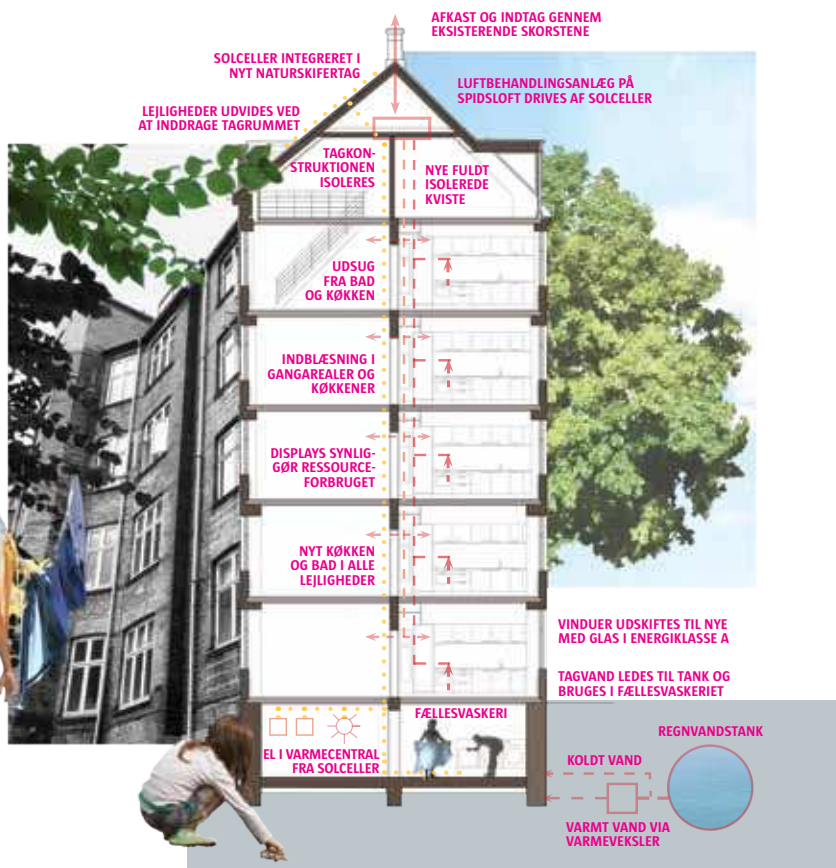 AFKAST OG INDTAG GENNEM
EKSISTERENDE SKORSTENE
SOLCELLER INTEGRERET I
NYT NATURSKIFERTAG
LUFTBEHANDLINGSANLÆG PÅ
SPIDSLOFT DRIVES AF SOLCELLER
LEJLIGHEDER UDVIDES VED
AT INDDRAGE TAGRUMMET
TAGKON-
STRUKTIONEN
ISOLERES
NYE FULDT
ISOLEREDE
KVISTE
UDSUG
FRA BAD
OG KØKKEN
INDBLÆSNING I
GANGAREALER OG
KØKKENER
DISPLAYS SYNLIG-
GØR RESSOURCE-
FORBRUGET
NYT KØKKEN
OG BAD I ALLE
LEJLIGHEDER
VINDUER UDSKIFTES TIL NYE
MED GLAS I ENERGIKLASSE A
TAGVAND LEDES TIL TANK OG
BRUGES I FÆLLESVASKERIET
FÆLLESVASKERI
REGNVANDSTANK
EL I VARMECENTRAL
FRA SOLCELLER
KOLDT VAND
VARMT VAND VIA
VARMEVEKSLER